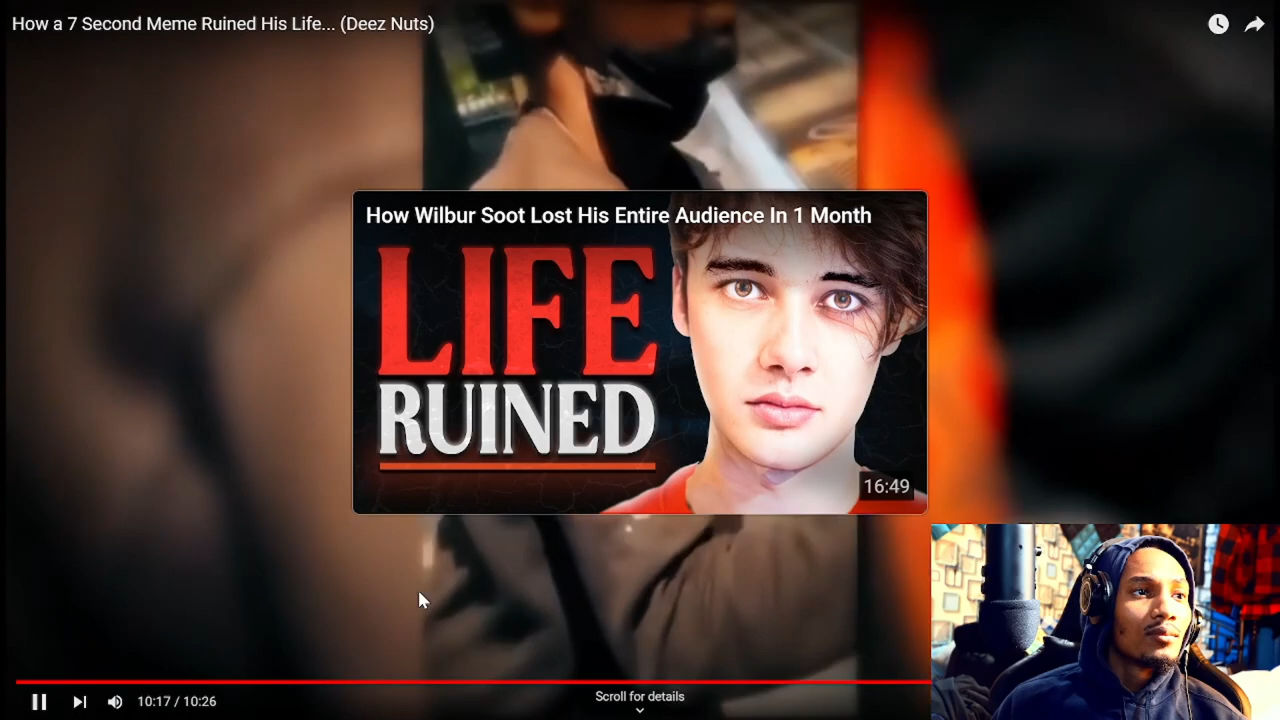 How a 7 Second Meme Ruined His Life... (Deez Nuts)
How Wilbur Soot Lost His Entire Audience In 1 Month
LIFE
RUINED
16:49
10:17 / 10:26
Scroll for details